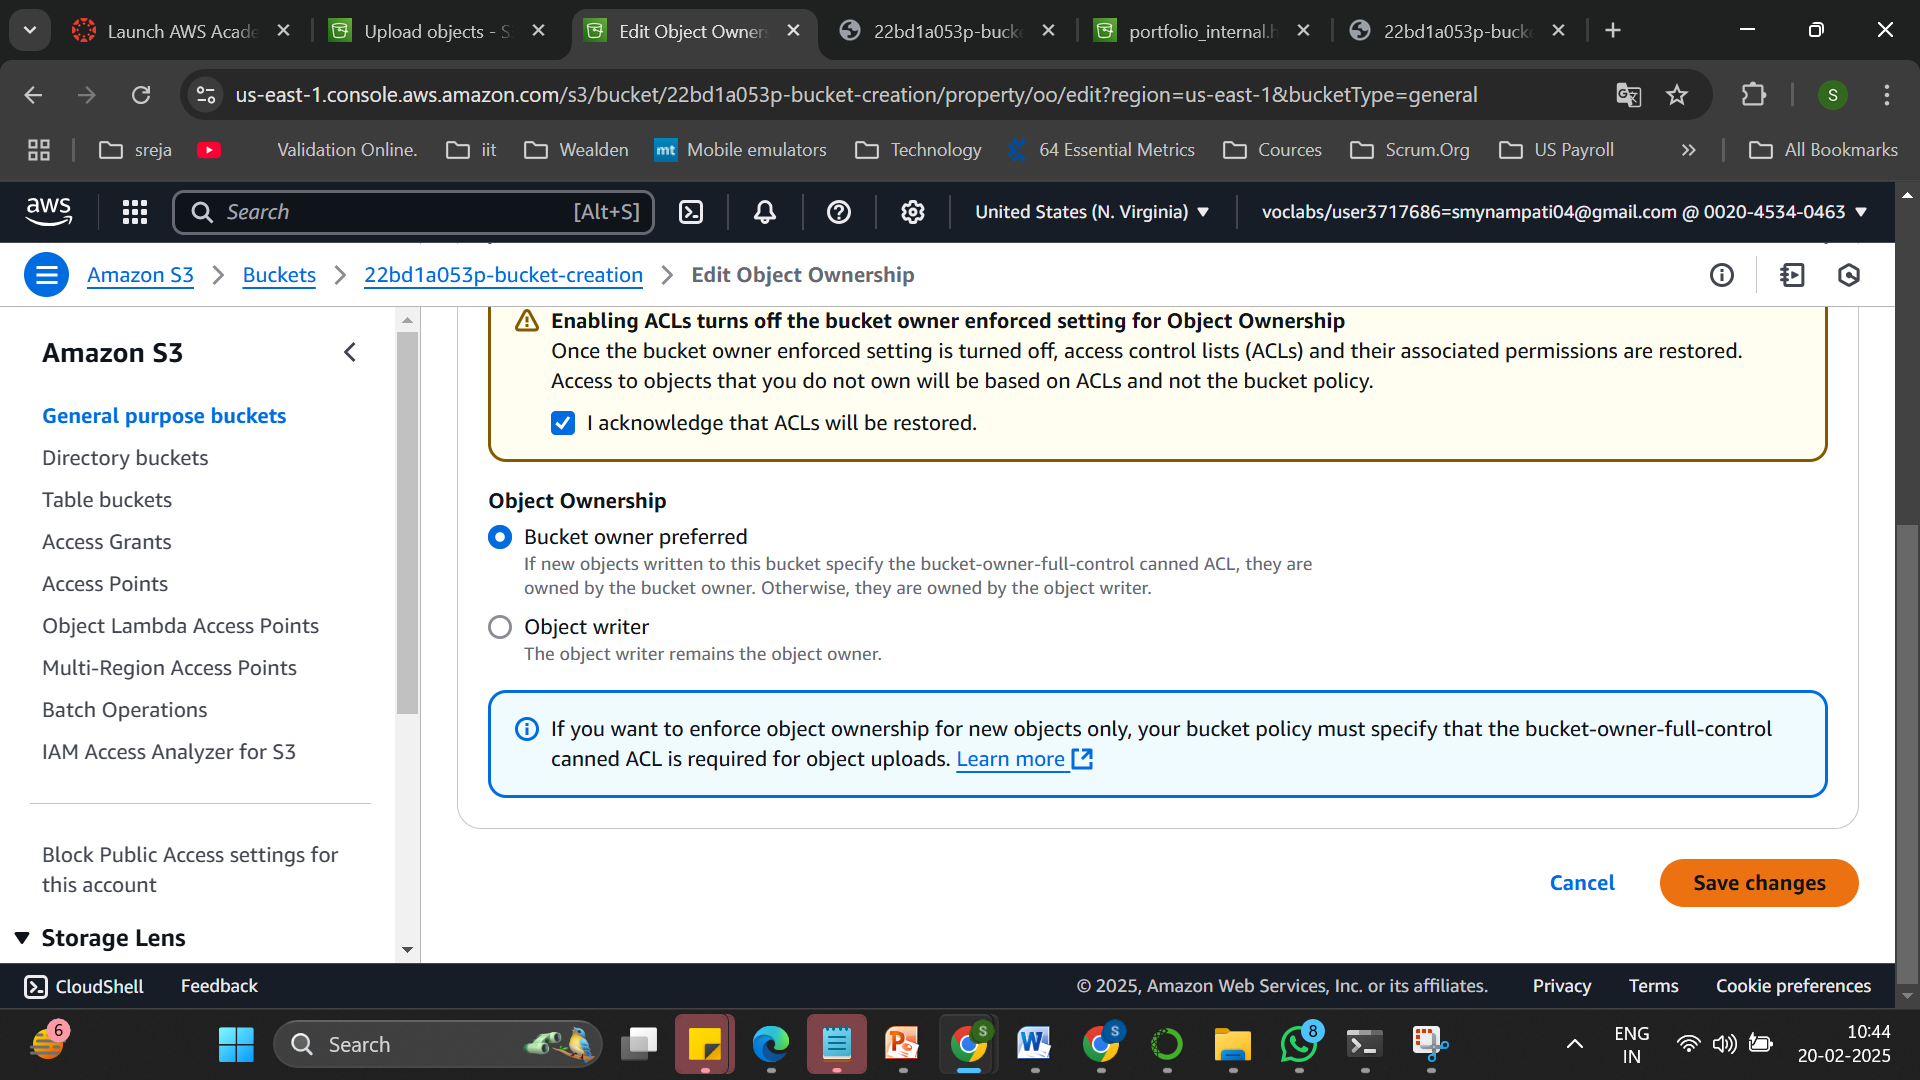 Launch AWS Acade
Upload objects - S
Edit Object Owner
22bd1a053p-buck
portfolio_internal.h
22bd1a053p-buck
us-east-1.console.aws.amazon.com/s3/bucket/22bd1a053p-bucket-creation/property/oo/edit?region=us-east-1&bucketType=general
S
sreja
Validation Online.
iit
Wealden
mt Mobile emulators
Technology
64 Essential Metrics
Cources
Scrum.Org
US Payroll
All Bookmarks
aws
Search
[Alt+S]
United States (N. Virginia)
voclabs/user3717686=smynampati04@gmail.com @ 0020-4534-0463
Amazon S3
Buckets
22bd1a053p-bucket-creation
Edit Object Ownership
Amazon S3
General purpose buckets
Directory buckets
Table buckets
Access Grants
Access Points
Object Lambda Access Points
Multi-Region Access Points
Batch Operations
IAM Access Analyzer for S3
Block Public Access settings for
this account
Storage Lens
Enabling ACLs turns off the bucket owner enforced setting for Object Ownership
Once the bucket owner enforced setting is turned off, access control lists (ACLs) and their associated permissions are restored.
Access to objects that you do not own will be based on ACLs and not the bucket policy.
I acknowledge that ACLs will be restored.
Object Ownership
Bucket owner preferred
If new objects written to this bucket specify the bucket-owner-full-control canned ACL, they are
owned by the bucket owner. Otherwise, they are owned by the object writer.
Object writer
The object writer remains the object owner.
If you want to enforce object ownership for new objects only, your bucket policy must specify that the bucket-owner-full-control
canned ACL is required for object uploads. Learn more
Cancel
Save changes
CloudShell
Feedback
© 2025, Amazon Web Services, Inc. or its affiliates.
Privacy
Terms
Cookie preferences
6
Search
S
S
8
ENG
IN
10:44
20-02-2025